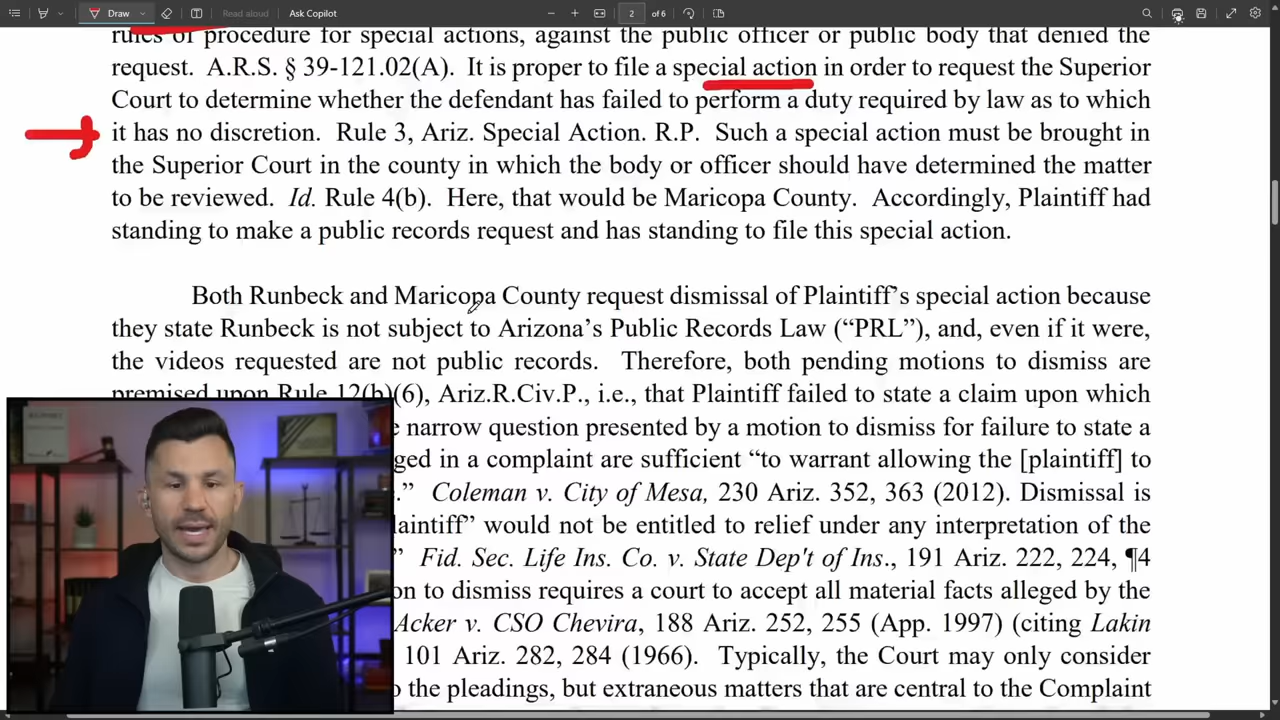 Draw
Read aloud
Ask Copilot
2 of 6
rules of procedure for special actions, against the public officer or public body that denied the
request. A.R.S. § 39-121.02(A). It is proper to file a special action in order to request the Superior
Court to determine whether the defendant has failed to perform a duty required by law as to which
it has no discretion. Rule 3, Ariz. Special Action. R.P. Such a special action must be brought in
the Superior Court in the county in which the body or officer should have determined the matter
to be reviewed. Id. Rule 4(b). Here, that would be Maricopa County. Accordingly, Plaintiff had
standing to make a public records request and has standing to file this special action.
Both Runbeck and Maricopa County request dismissal of Plaintiff's special action because
they state Runbeck is not subject to Arizona's Public Records Law ("PRL"), and, even if it were,
the videos requested are not public records. Therefore, both pending motions to dismiss are
premised upon Rule 12(b)(6), Ariz.R.Civ.P., i.e., that Plaintiff failed to state a claim upon which
narrow question presented by a motion to dismiss for failure to state a
ged in a complaint are sufficient "to warrant allowing the [plaintiff] to
." Coleman v. City of Mesa, 230 Ariz. 352, 363 (2012). Dismissal is
laintiff" would not be entitled to relief under any interpretation of the
" Fid. Sec. Life Ins. Co. v. State Dep't of Ins., 191 Ariz. 222, 224, ¶4
on to dismiss requires a court to accept all material facts alleged by the
Acker v. CSO Chevira, 188 Ariz. 252, 255 (App. 1997) (citing Lakin
101 Ariz. 282, 284 (1966). Typically, the Court may only consider
o the pleadings, but extraneous matters that are central to the Complaint